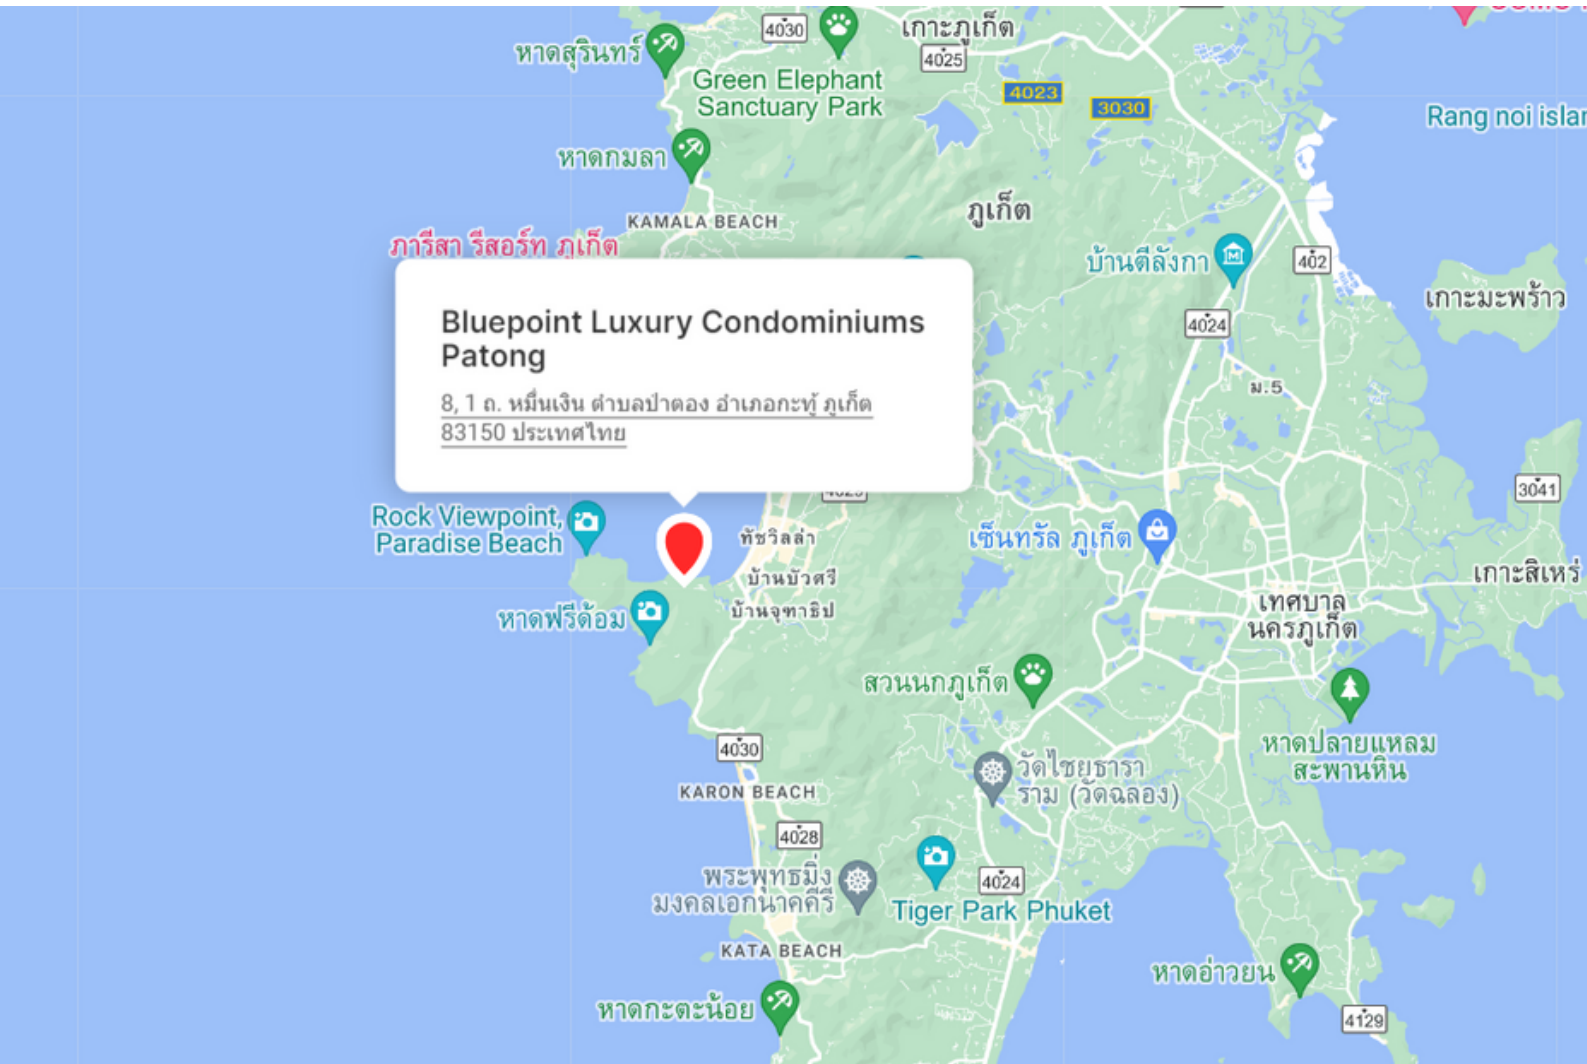 หาดสุรินทร์
4030
Green Elephant
Sanctuary Park
เกาะภูเก็ต
4025
4023
3030
Rang noi islan
หาดกมลา
KAMALA BEACH
ภูเก็ต
ภารีสา รีสอร์ท ภูเก็ต
บ้านตีลังกา
402
เกาะมะพร้าว
4024
ม.5
Bluepoint Luxury Condominiums
Patong
8, 1 ถ. หมื่นเงิน ตำบลป่าตอง อำเภอกะทู้ ภูเก็ต
83150 ประเทศไทย
4029
3041
Rock Viewpoint,
Paradise Beach
ทัชวิลล่า
เซ็นทรัล ภูเก็ต
บ้านบัวศรี
เกาะสิเหร่
หาดฟรีด้อม
บ้านจุฑาธิป
เทศบาล
นครภูเก็ต
สวนนกภูเก็ต
4030
หาดปลายแหลม
สะพานหิน
วัดไชยธารา
ราม (วัดฉลอง)
KARON BEACH
4028
พระพุทธมิ่ง
มงคลเอกนาคคีรี
4024
Tiger Park Phuket
KATA BEACH
หาดอ่าวยน
หาดกะตะน้อย
4129